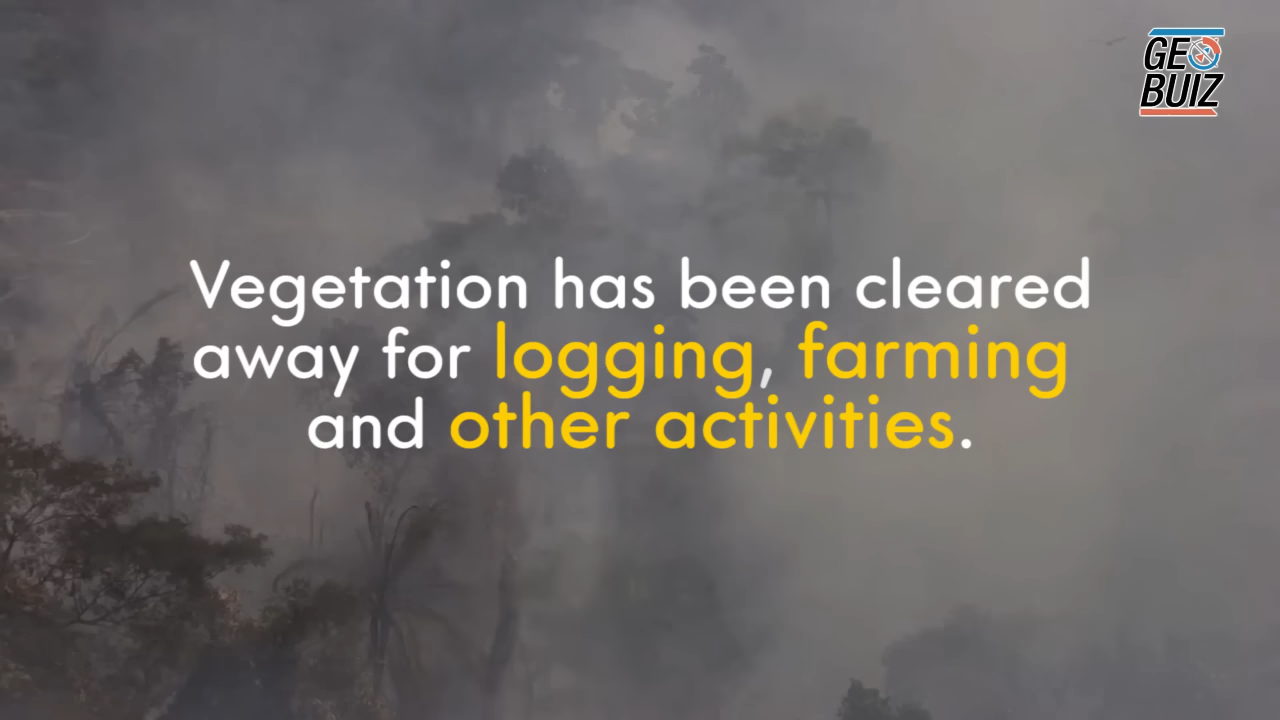 GEO
BUIZ
Vegetation has been cleared
away for logging, farming
and other activities.